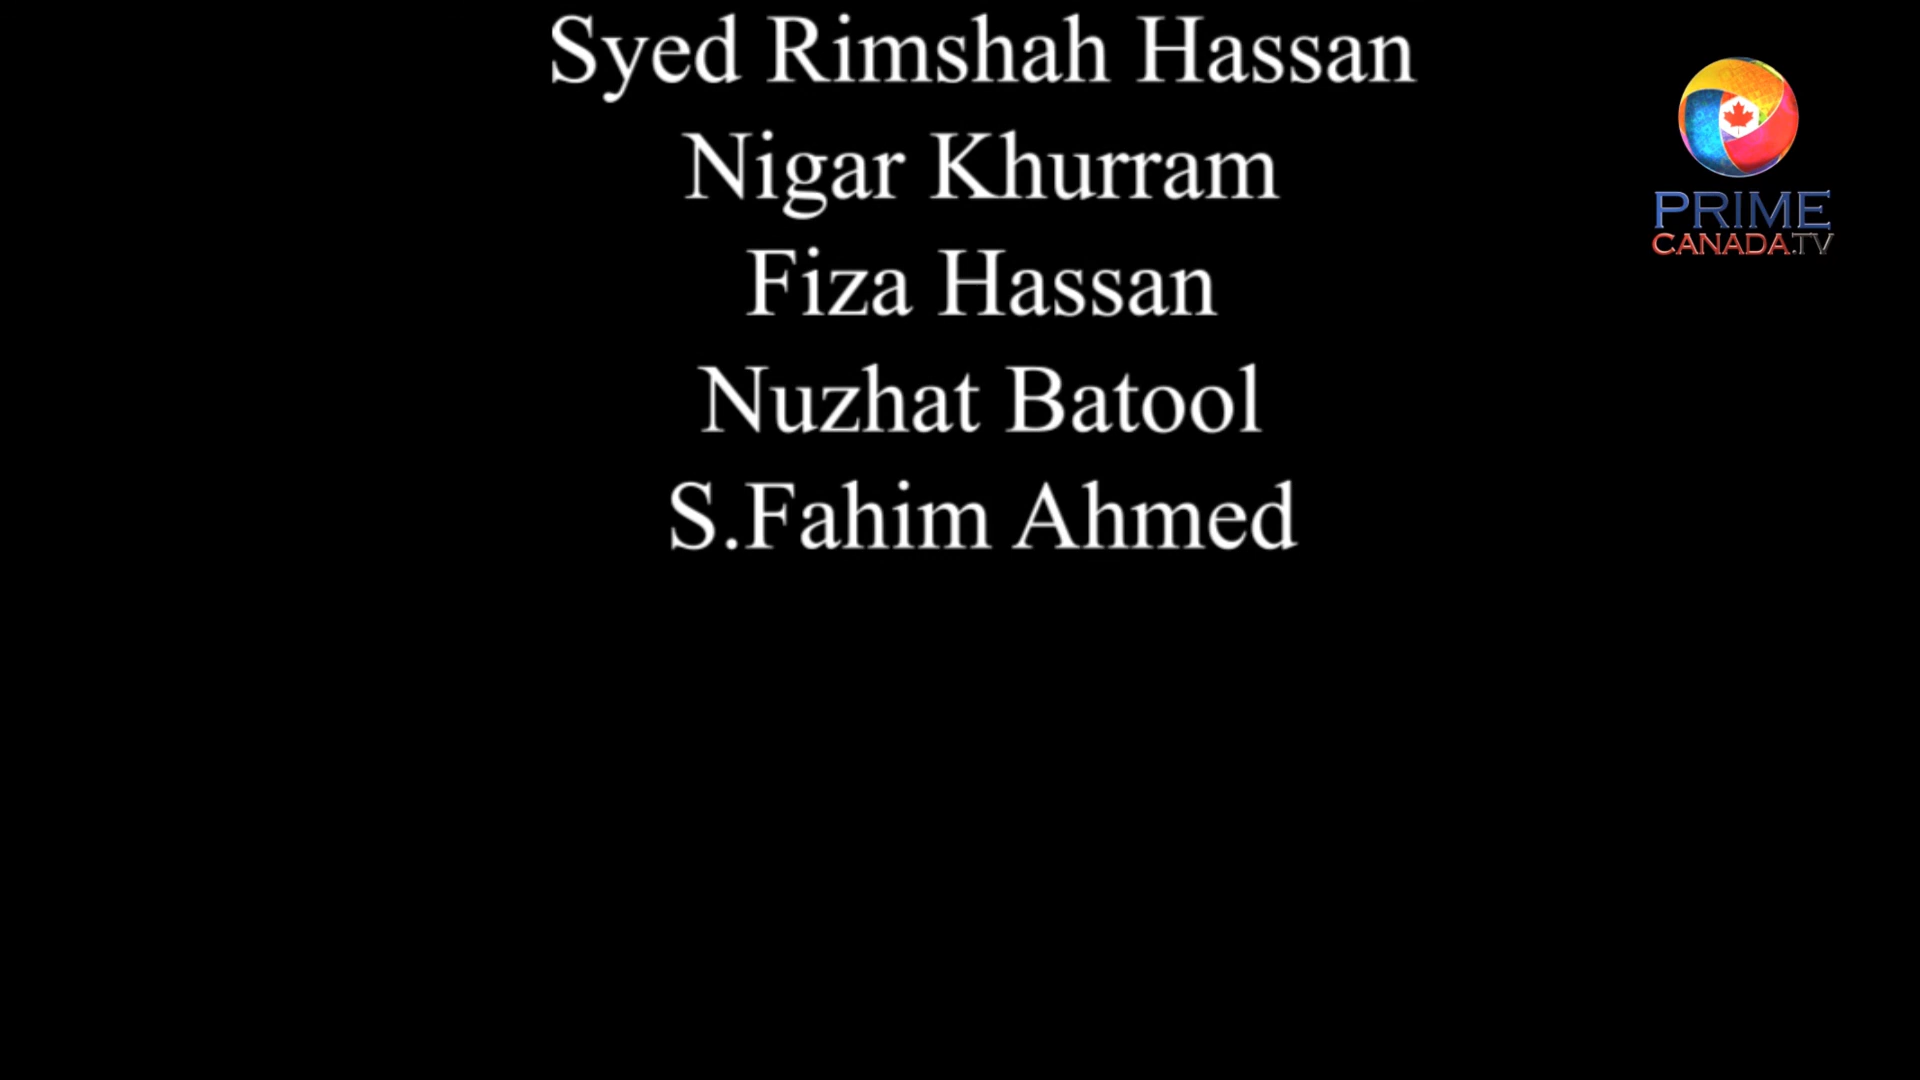 Syed Rimshah Hassan
Nigar Khurram
Fiza Hassan
Nuzhat Batool
S.Fahim Ahmed
PRIME
CANADA.TV